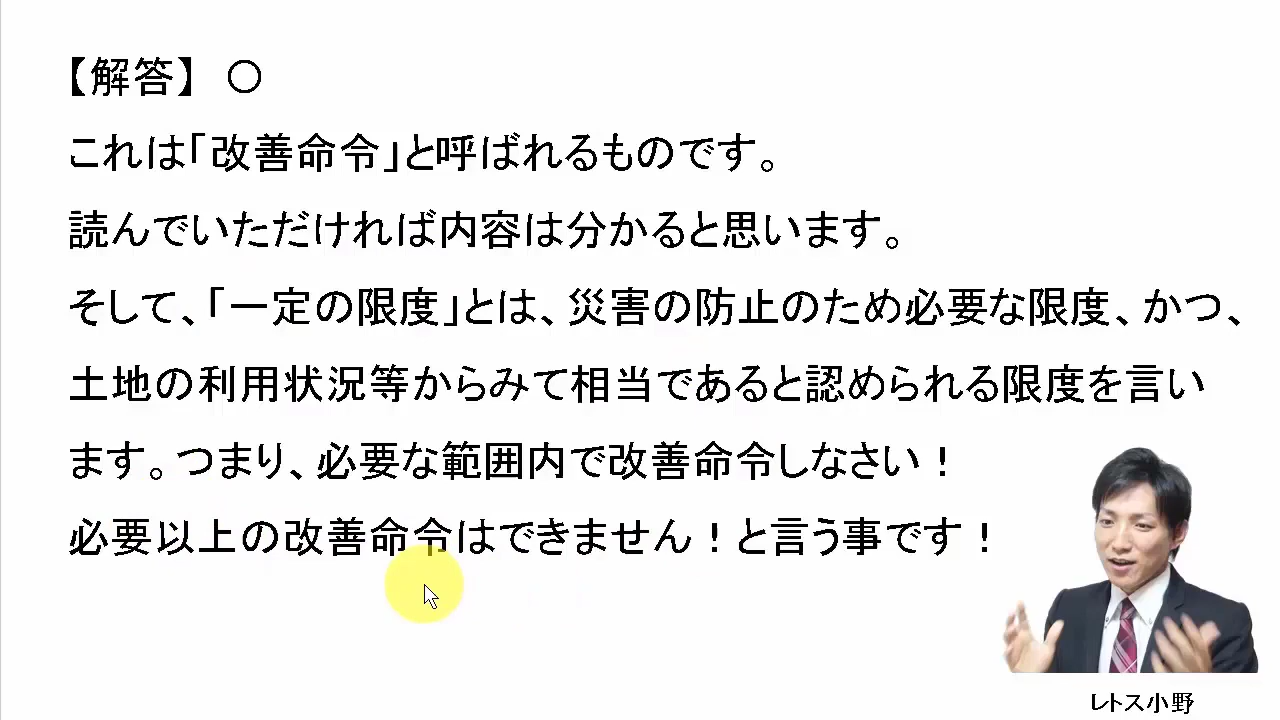 【解答】 〇
これは「改善命令」と呼ばれるものです。
読んでいただければ内容は分かると思います。
そして、「一定の限度」とは、災害の防止のため必要な限度、かつ、
土地の利用状況等からみて相当であると認められる限度を言い
ます。つまり、必要な範囲内で改善命令しなさい！
必要以上の改善命令はできません！と言う事です！
レトス小野